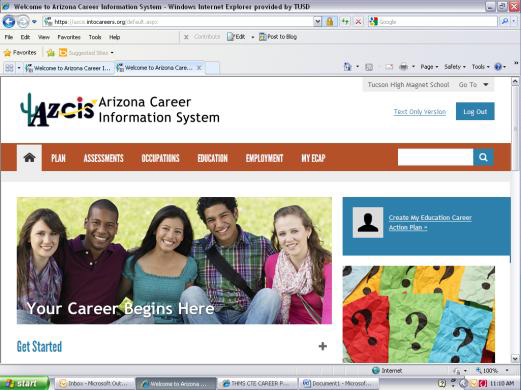 Welcome to Arizona Career Information System - Windows Internet Explorer provided by TUSD
https://azcis.intocareers.org/default.aspx
Google
File Edit View Favorites Tools Help
X Contribute Edit Post to Blog
Favorites Suggested Sites
Welcome to Arizona Career I... Welcome to Arizona Care... X
Page Safety Tools
Tucson High Magnet School Go To
AZCIS Arizona Career
Information System
Text Only Version Log Out
PLAN ASSESSMENTS OCCUPATIONS EDUCATION EMPLOYMENT MY ECAP
Create My Education Career
Action Plan »
Your Career Begins Here
? ? ? ?
Get Started +
Internet 100%
start Inbox - Microsoft Out... Welcome to Arizona ... THMS CTE CAREER P... Document1 - Microsof... 11:10 AM